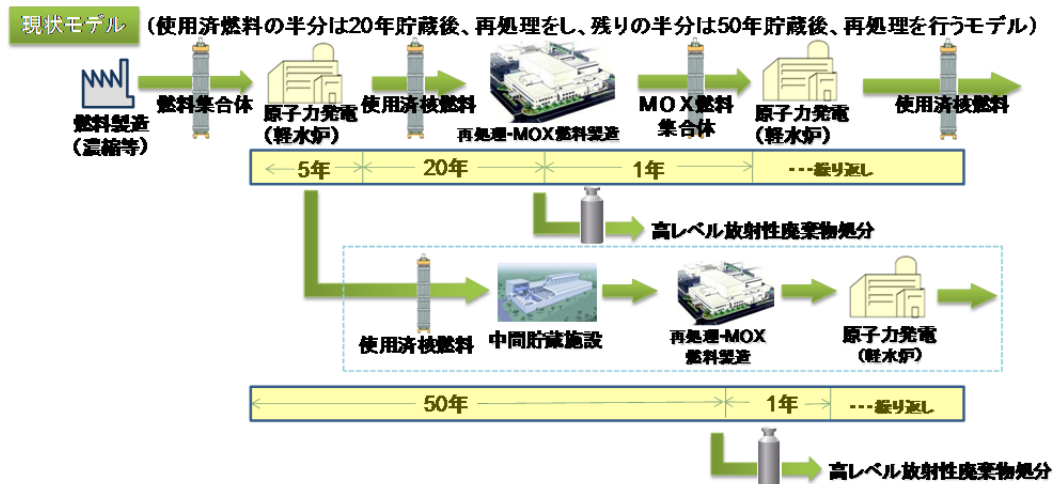 現状モデル
(使用済燃料の半分は20年貯蔵後、再処理をし、残りの半分は50年貯蔵後、再処理を行うモデル)
燃料製造
(濃縮等)
燃料集合体
原子力発電
(軽水炉)
使用済核燃料
再処理-MOX燃料製造
MOX燃料
集合体
原子力発電
(軽水炉)
使用済核燃料
5年
20年
1年
･･･繰り返し
高レベル放射性廃棄物処分
使用済核燃料
中間貯蔵施設
再処理-MOX
燃料製造
原子力発電
(軽水炉)
50年
1年
･･･繰り返し
高レベル放射性廃棄物処分